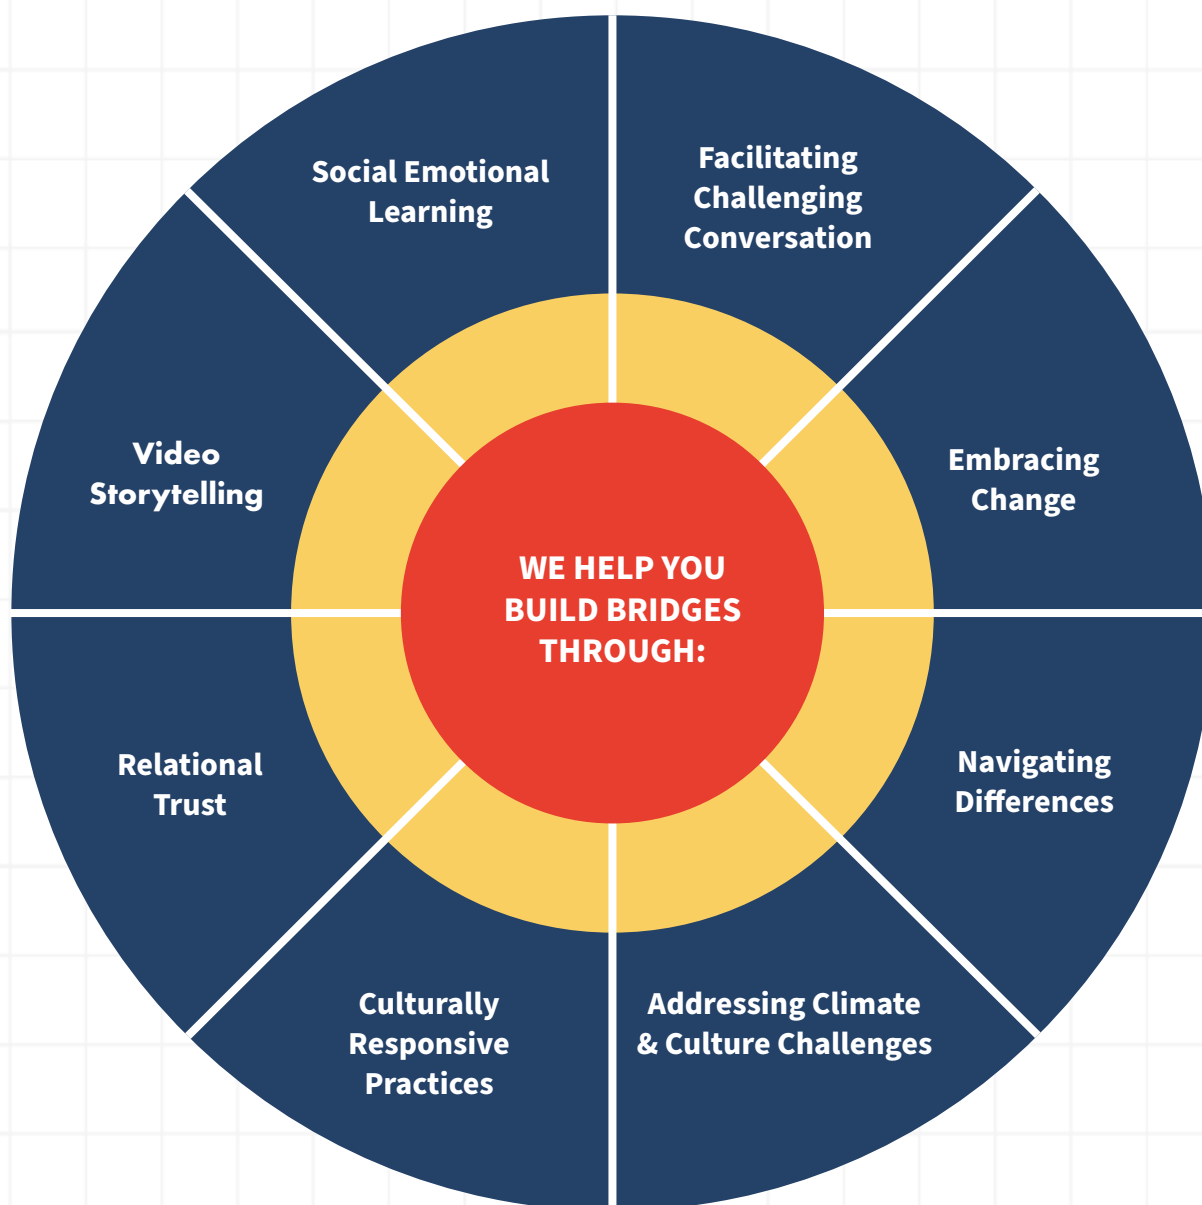 Social Emotional
Learning
Facilitating
Challenging
Conversation
Video
Storytelling
Embracing
Change
WE HELP YOU
BUILD BRIDGES
THROUGH:
Relational
Trust
Navigating
Differences
Culturally
Responsive
Practices
Addressing Climate
& Culture Challenges